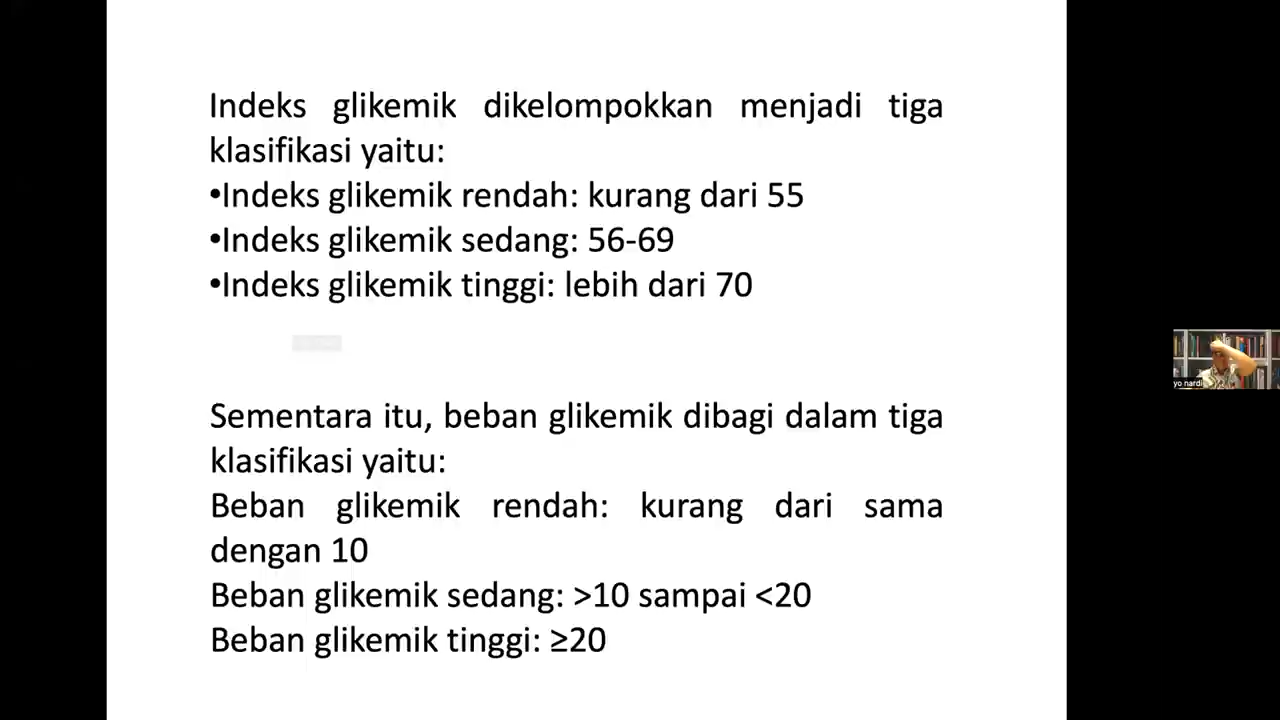 Indeks glikemik dikelompokkan menjadi tiga
klasifikasi yaitu:
•Indeks glikemik rendah: kurang dari 55
•Indeks glikemik sedang: 56-69
•Indeks glikemik tinggi: lebih dari 70
Sementara itu, beban glikemik dibagi dalam tiga
klasifikasi yaitu:
Beban glikemik rendah: kurang dari sama
dengan 10
Beban glikemik sedang: >10 sampai <20
Beban glikemik tinggi: ≥20
yo nardi